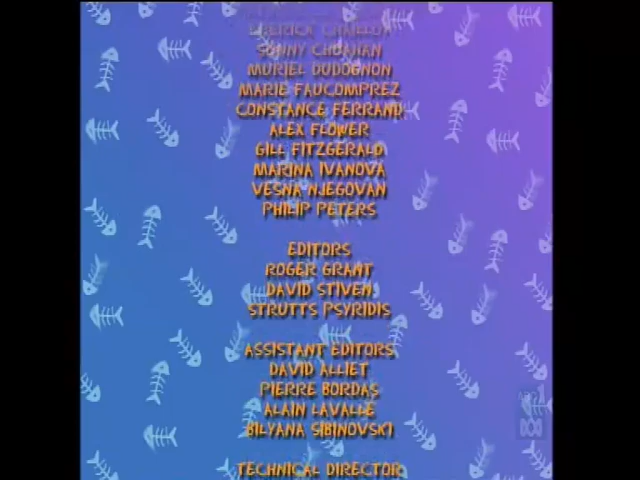 SONNY CHUAHAN
MURIEL DUDOGNON
MARIE FAUCOMPREZ
CONSTANCE FERRAND
ALEX FLOWER
GILL FITZGERALD
MARINA IVANOVA
VESNA NJEGOVAN
PHILIP PETERS
EDITORS
ROGER GRANT
DAVID STIVEN
STRUTTS PSYRIDIS
ASSISTANT EDITORS
DAVID ALLIET
PIERRE BORDAS
ALAIN LAVALLE
BILYANA SIBINOVSKI
TECHNICAL DIRECTOR